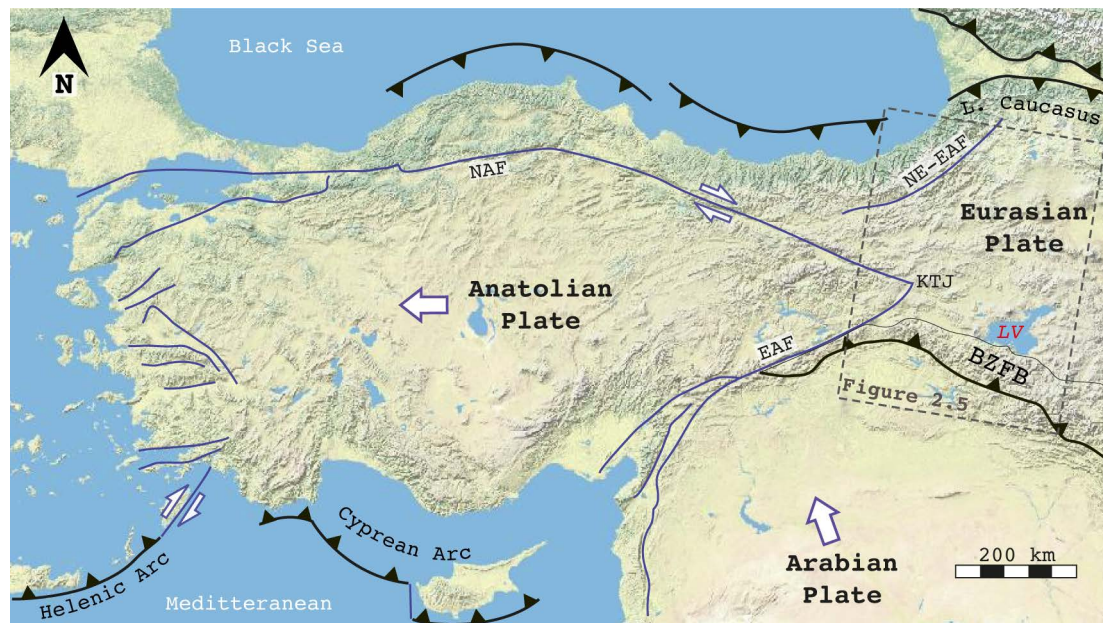 Black Sea
N
L. Caucasus
NAF
NE-EAF
Eurasian
Plate
KTJ
Anatolian
Plate
LV
EAF
BZFB
Figure 2.5
Cyprean Arc
200 km
Helenic Arc
Arabian
Plate
Meditteranean